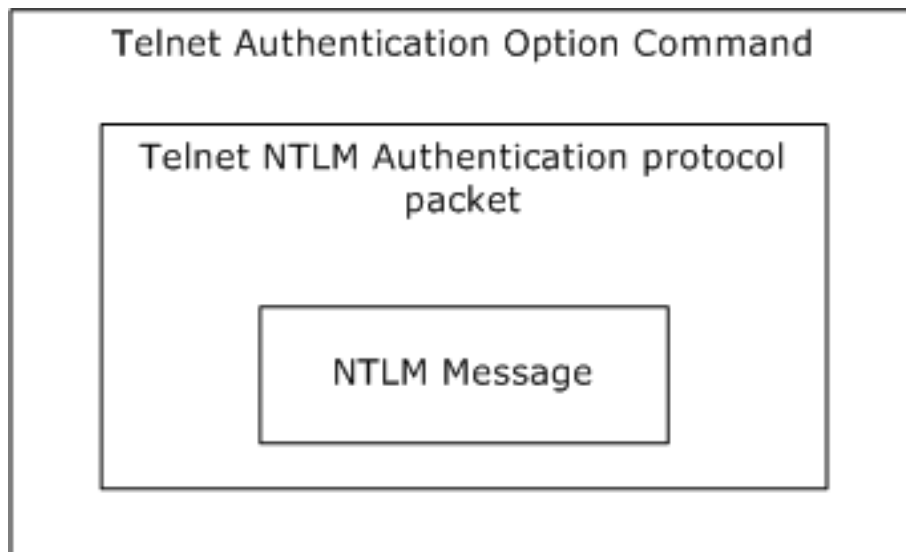 Telnet Authentication Option Command
Telnet NTLM Authentication protocol
packet
NTLM Message